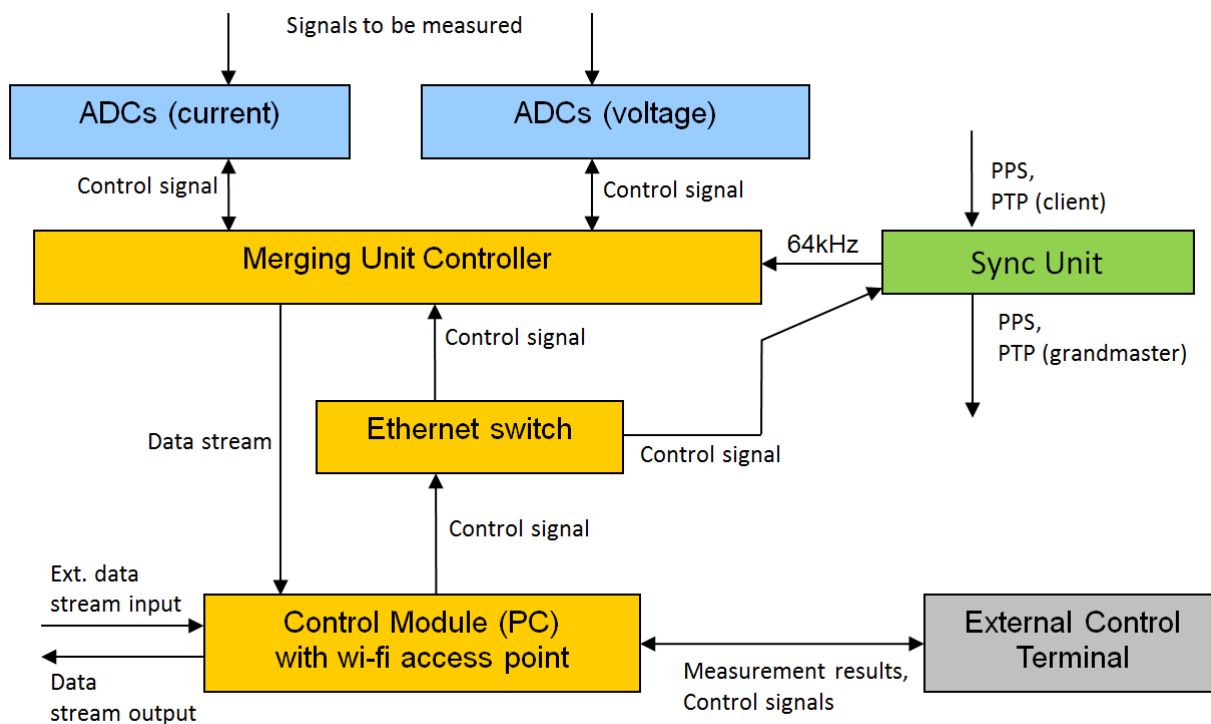 Signals to be measured
ADCs (current)
ADCs (voltage)
Control signal
Control signal
PPS,
PTP (client)
Merging Unit Controller
64kHz
Sync Unit
Control signal
PPS,
PTP (grandmaster)
Data stream
Ethernet switch
Control signal
Control signal
Ext. data
stream input
Control Module (PC)
with wi-fi access point
External Control
Terminal
Measurement results,
Control signals
Data
stream output